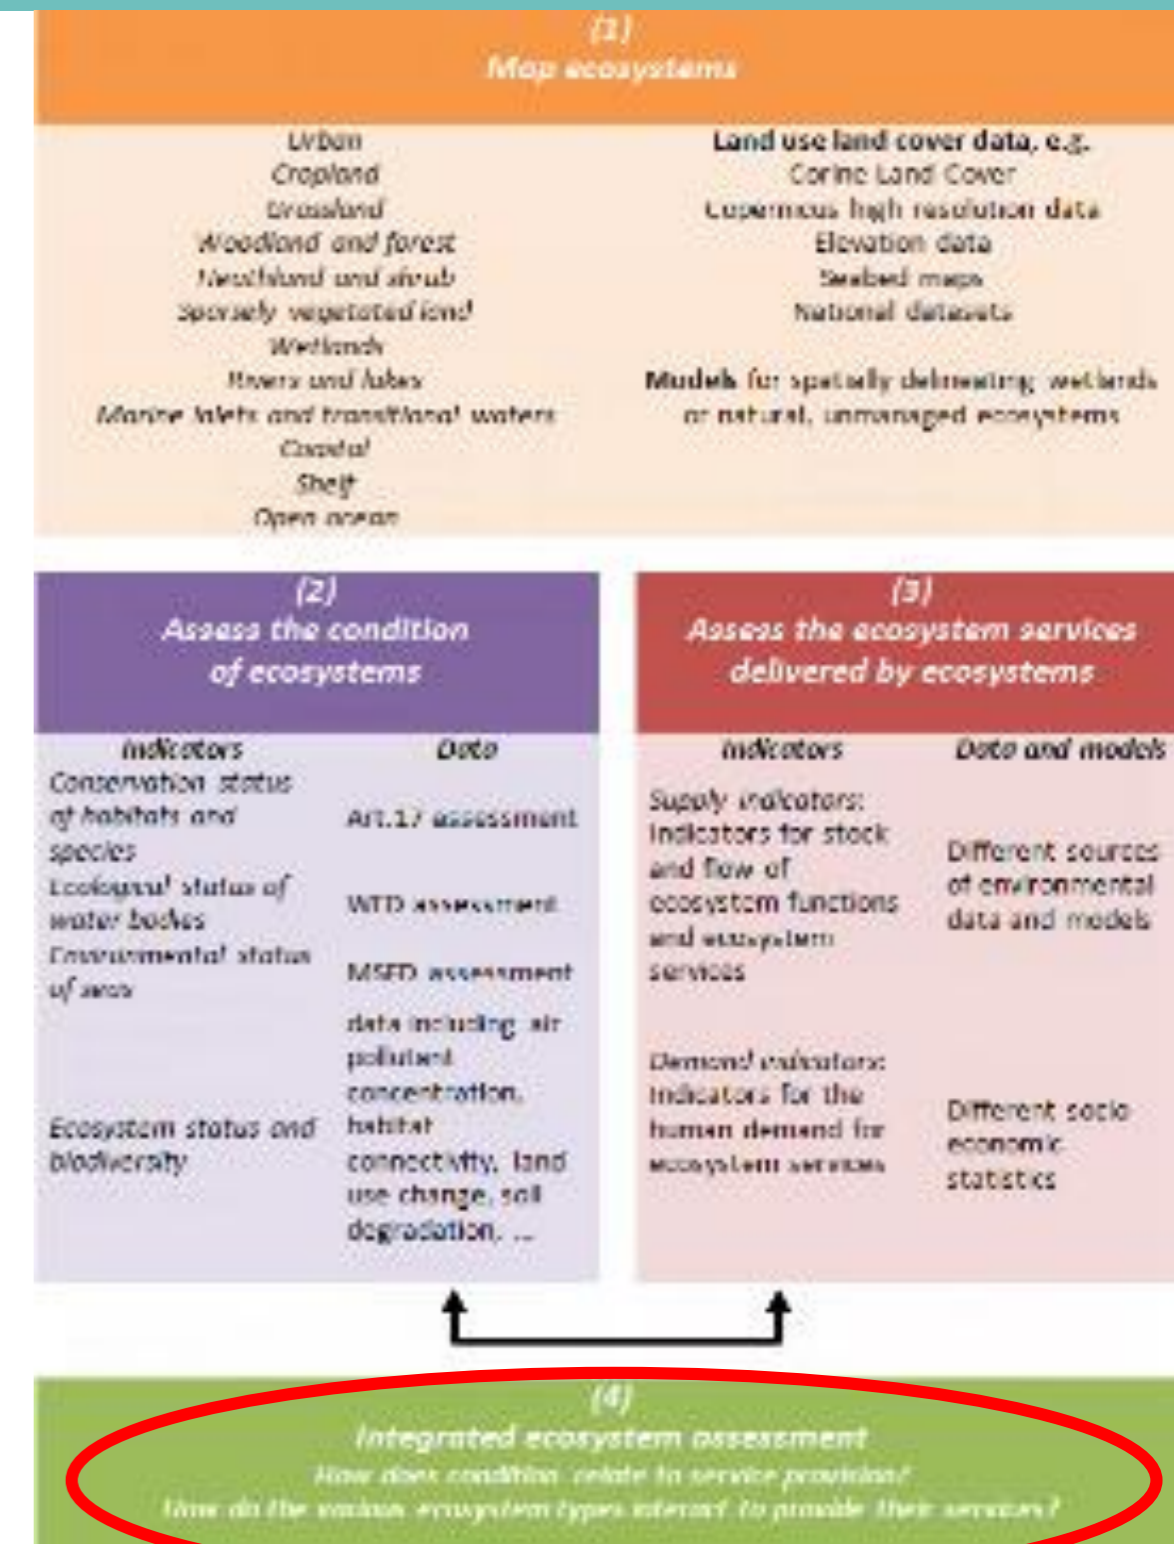 (1)
Map ecosystems
Urban
Cropland
Grassland
Woodland and forest
Heathland and shrub
Sparsely vegetated land
Wetlands
Rivers and lakes
Marine inlets and transitional waters
Coastal
Shelf
Open ocean
Land use land cover data, e.g.
Corine Land Cover
Copernicus high resolution data
Elevation data
Seabed maps
National datasets
Models for spatially delineating wetlands
or natural, unmanaged ecosystems
(2)
Assess the condition
of ecosystems
Indicators
Data
Conservation status
of habitats and
species
Art.17 assessment
Ecological status of
water bodies
WFD assessment
Environmental status
of seas
MSFD assessment
Ecosystem status and
biodiversity
data including air
pollutant
concentration,
habitat
connectivity, land
use change, soil
degradation, ...
(3)
Assess the ecosystem services
delivered by ecosystems
Indicators
Data and models
Supply indicators:
Indicators for stock
and flow of
ecosystem functions
and ecosystem
services
Different sources
of environmental
data and models
Demand indicators:
Indicators for the
human demand for
ecosystem services
Different socio
economic
statistics
(4)
Integrated ecosystem assessment
How does condition relate to service provision?
How do the various ecosystem types interact to provide their services?